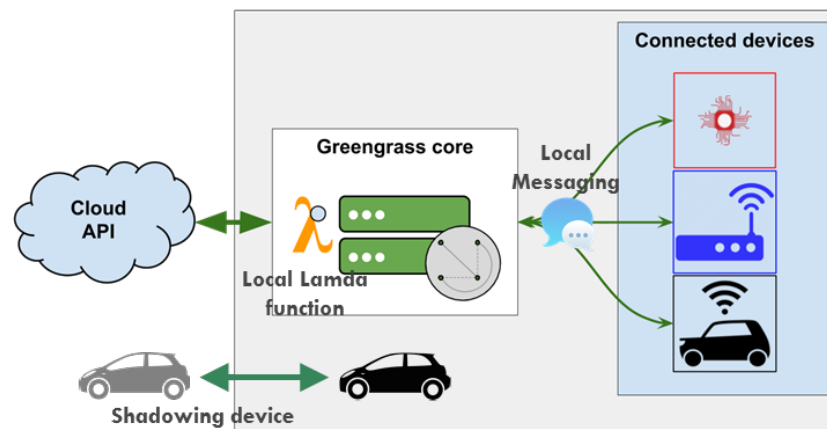 Connected devices
Greengrass core
Local
Messaging
Cloud
API
λ
Local Lamda
function
Shadowing device